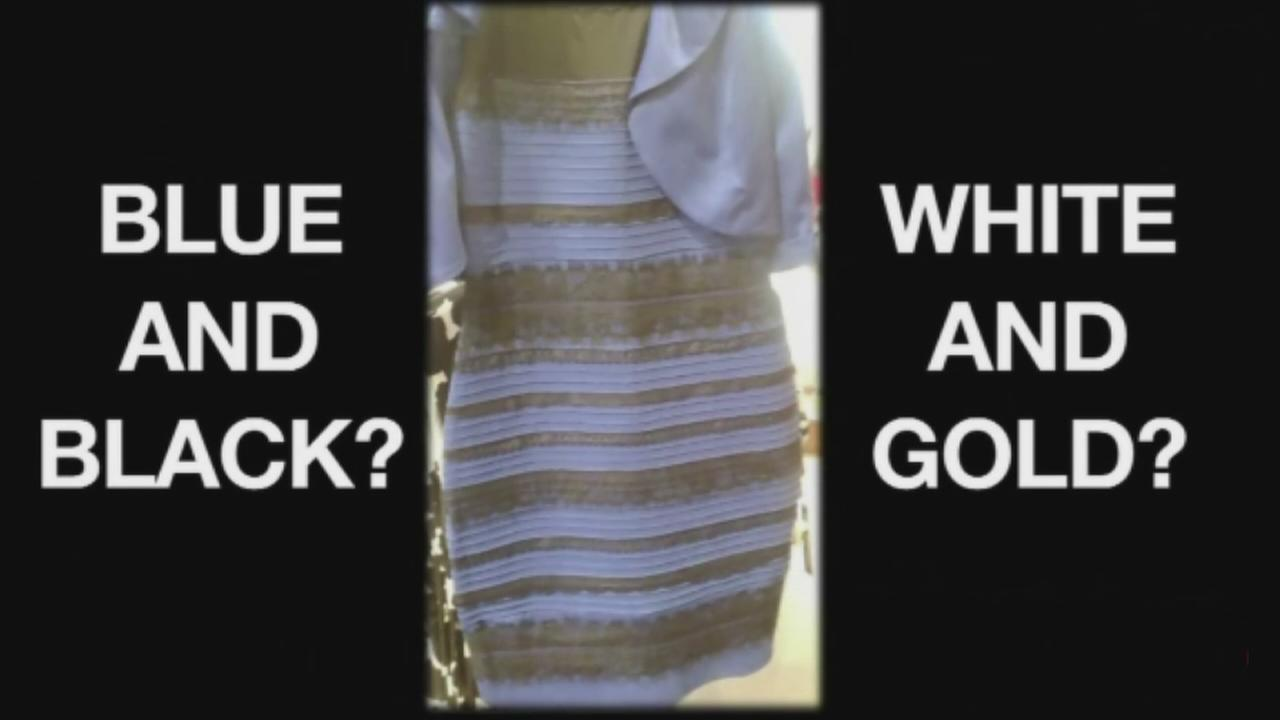 BLUE
AND
BLACK?
WHITE
AND
GOLD?